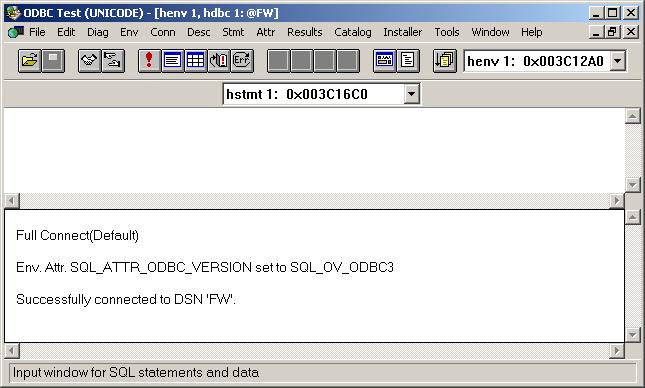 ODBC Test (UNICODE) - [henv 1, hdbc 1: @FW]
File Edit Diag Env Conn Desc Stmt Attr Results Catalog Installer Tools Window Help
henv 1: 0x003C12A0
hstmt 1: 0x003C16C0
Full Connect(Default)
Env. Attr. SQL_ATTR_ODBC_VERSION set to SQL_OV_ODBC3
Successfully connected to DSN 'FW'.
Input window for SQL statements and data